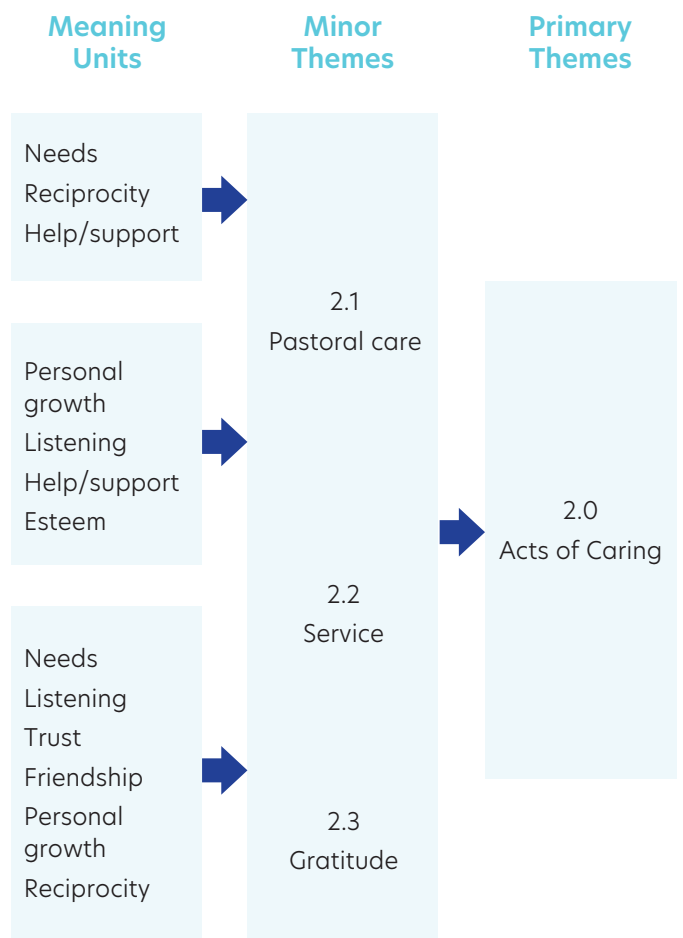 Meaning
Units
Minor
Themes
Primary
Themes
Needs
Reciprocity
Help/support
Personal
growth
Listening
Help/support
Esteem
Needs
Listening
Trust
Friendship
Personal
growth
Reciprocity
2.1
Pastoral care
2.2
Service
2.3
Gratitude
2.0
Acts of Caring